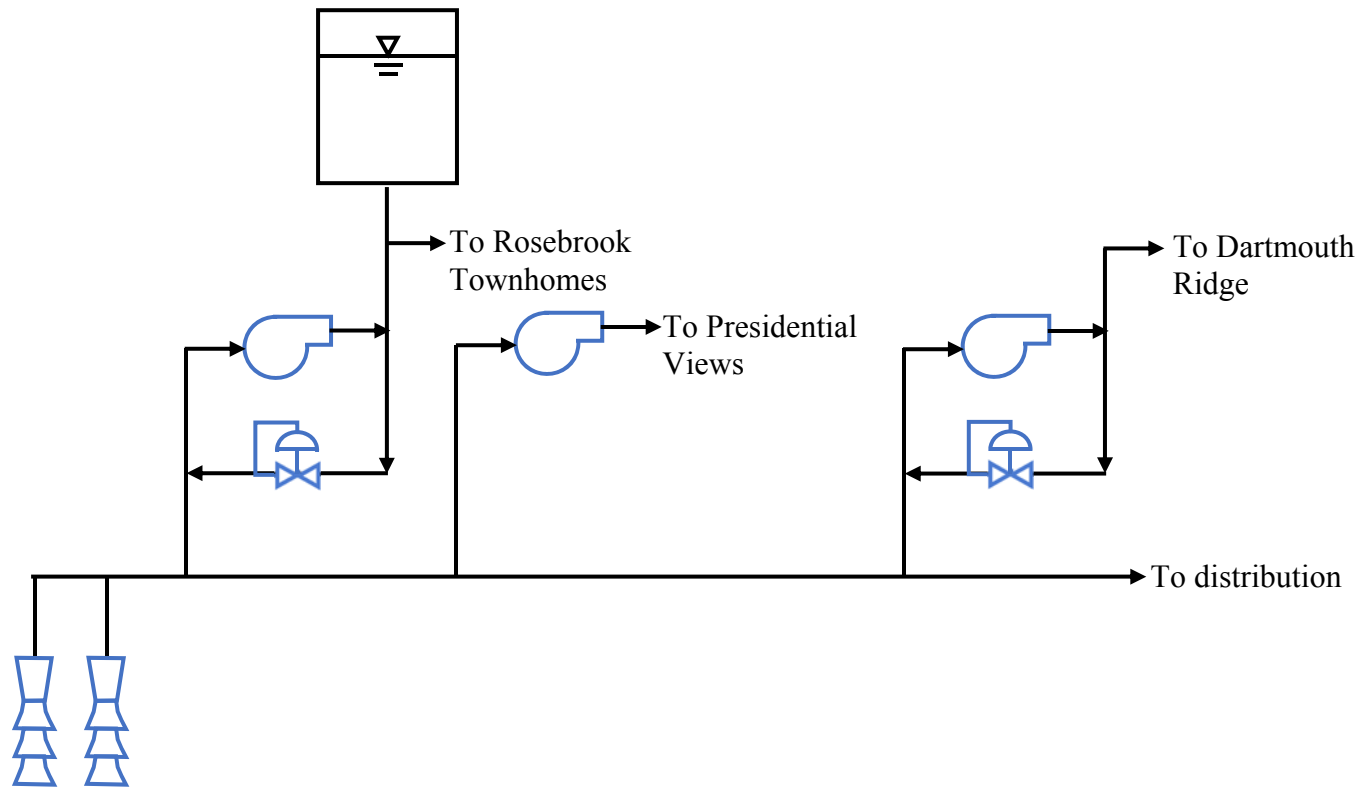 To Rosebrook
Townhomes
To Dartmouth
Ridge
To Presidential
Views
To distribution